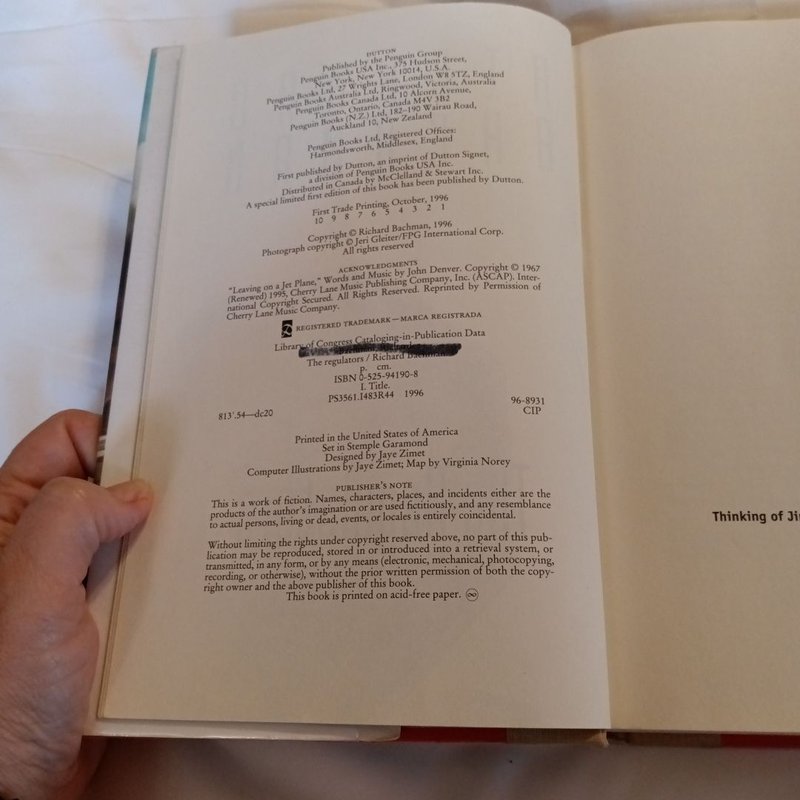 DUTTON
Published by the Penguin Group
Penguin Books USA Inc., 375 Hudson Street,
New York, New York 10014, U.S.A.
Penguin Books Ltd, 27 Wrights Lane, London W8 5TZ, England
Penguin Books Australia Ltd, Ringwood, Victoria, Australia
Penguin Books Canada Ltd, 10 Alcorn Avenue,
Toronto, Ontario, Canada M4V 3B2
Penguin Books (N.Z.) Ltd, 182–190 Wairau Road,
Auckland 10, New Zealand
Penguin Books Ltd, Registered Offices:
Harmondsworth, Middlesex, England
First published by Dutton, an imprint of Dutton Signet,
a division of Penguin Books USA Inc.
Distributed in Canada by McClelland & Stewart Inc.
A special limited first edition of this book has been published by Dutton.
First Trade Printing, October, 1996
10 9 8 7 6 5 4 3 2 1
Copyright © Richard Bachman, 1996
Photograph copyright © Jeri Gleiter/FPG International Corp.
All rights reserved
ACKNOWLEDGMENTS
"Leaving on a Jet Plane," Words and Music by John Denver. Copyright © 1967
(Renewed) 1995, Cherry Lane Music Publishing Company, Inc. (ASCAP). Inter-
national Copyright Secured. All Rights Reserved. Reprinted by Permission of
Cherry Lane Music Company.
REGISTERED TRADEMARK—MARCA REGISTRADA
Library of Congress Cataloging-in-Publication Data
The regulators / Richard Bachman
p. cm.
ISBN 0-525-94190-8
I. Title.
PS3561.I483R44 1996
813'.54—dc20
96-8931
CIP
Printed in the United States of America
Set in Stemple Garamond
Designed by Jaye Zimet
Computer Illustrations by Jaye Zimet; Map by Virginia Norey
PUBLISHER'S NOTE
This is a work of fiction. Names, characters, places, and incidents either are the
products of the author's imagination or are used fictitiously, and any resemblance
to actual persons, living or dead, events, or locales is entirely coincidental.
Without limiting the rights under copyright reserved above, no part of this pub-
lication may be reproduced, stored in or introduced into a retrieval system, or
transmitted, in any form, or by any means (electronic, mechanical, photocopying,
recording, or otherwise), without the prior written permission of both the copy-
right owner and the above publisher of this book.
This book is printed on acid-free paper. ♾
Thinking of Ji